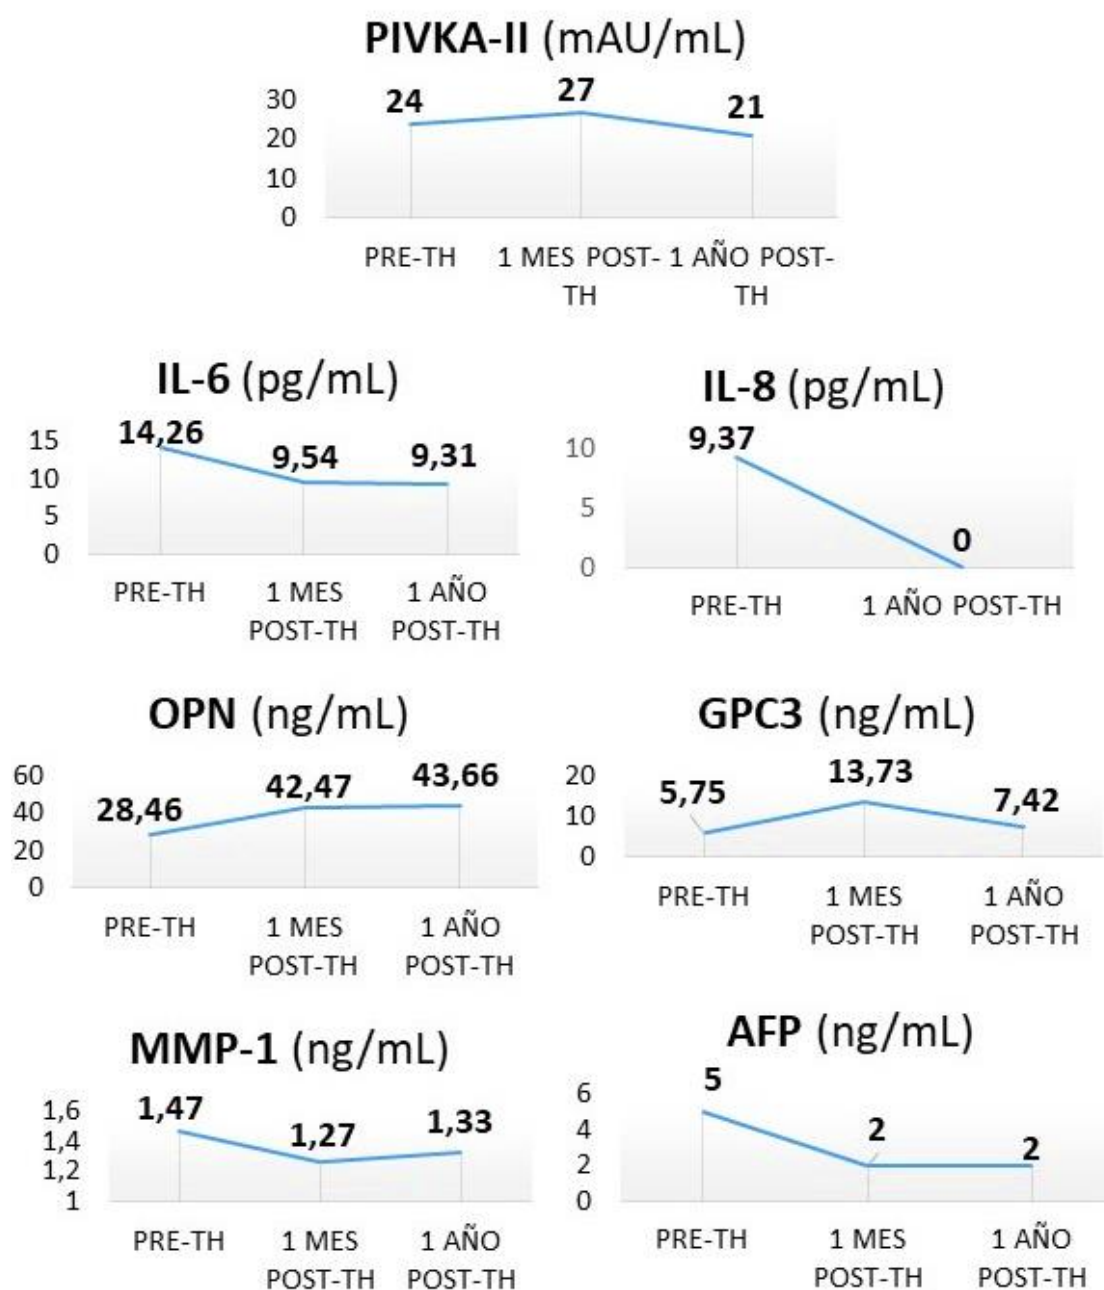 PIVKA-II (mAU/mL)
30
20
10
0
24
27
21
PRE-TH
1 MES POST-
TH
1 AÑO POST-
TH
IL-6 (pg/mL)
15
10
5
0
14,26
9,54
9,31
PRE-TH
1 MES
POST-TH
1 AÑO
POST-TH
IL-8 (pg/mL)
10
5
0
9,37
0
PRE-TH
1 AÑO POST-TH
OPN (ng/mL)
60
40
20
0
28,46
42,47
43,66
PRE-TH
1 MES
POST-TH
1 AÑO
POST-TH
GPC3 (ng/mL)
20
10
0
5,75
13,73
7,42
PRE-TH
1 MES
POST-TH
1 AÑO
POST-TH
MMP-1 (ng/mL)
1,6
1,4
1,2
1
1,47
1,27
1,33
PRE-TH
1 MES
POST-TH
1 AÑO
POST-TH
AFP (ng/mL)
6
4
2
0
5
2
2
PRE-TH
1 MES
POST-TH
1 AÑO
POST-TH